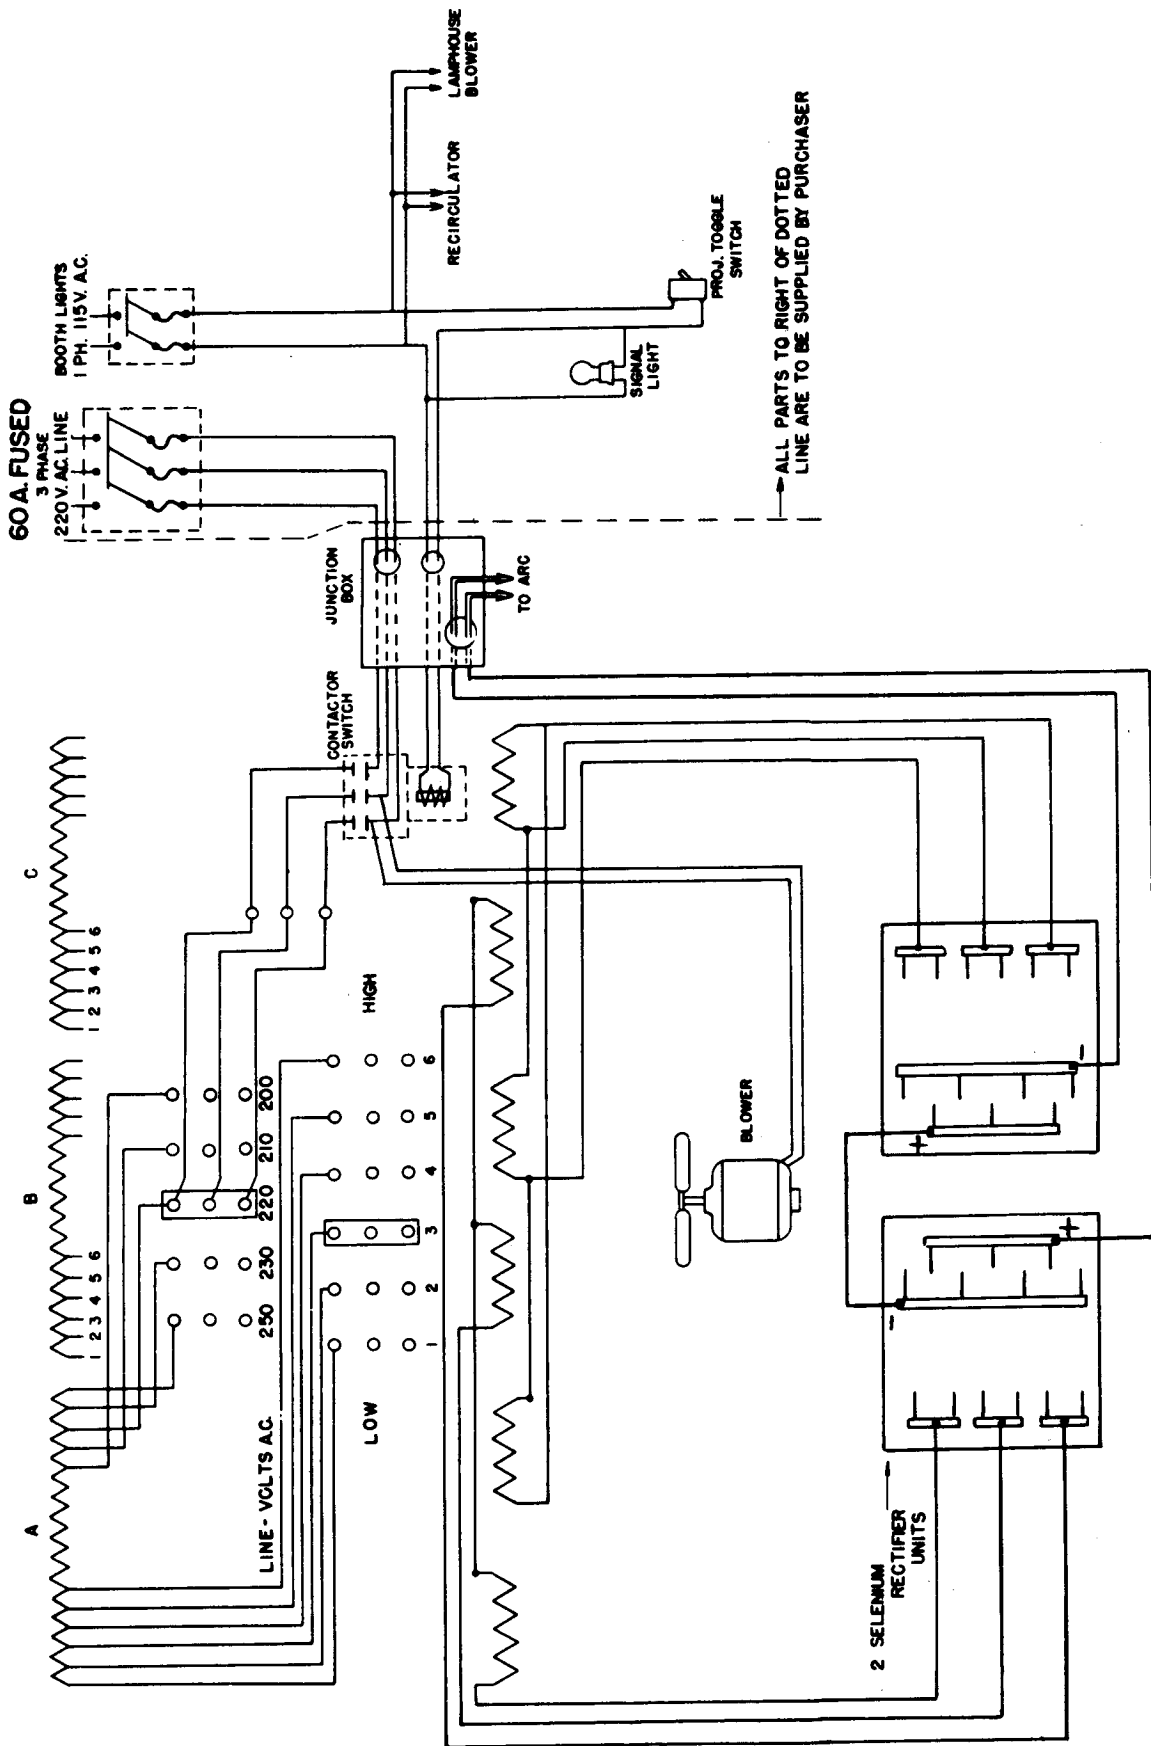 60 A. FUSED
3 PHASE
220 V. A.C. LINE
BOOTH LIGHTS
1 PH. 115 V. A.C.
LAMPHOUSE
BLOWER
RECIRCULATOR
PROJ. TOGGLE
SWITCH
SIGNAL
LIGHT
ALL PARTS TO RIGHT OF DOTTED
LINE ARE TO BE SUPPLIED BY PURCHASER
JUNCTION
BOX
TO ARC
CONTACTOR
SWITCH
A
B
C
1 2 3 4 5 6
1 2 3 4 5 6
LINE - VOLTS A.C.
250 230 220 210 200
LOW
HIGH
1 2 3 4 5 6
BLOWER
2 SELENIUM
RECTIFIER
UNITS
- +
+ -